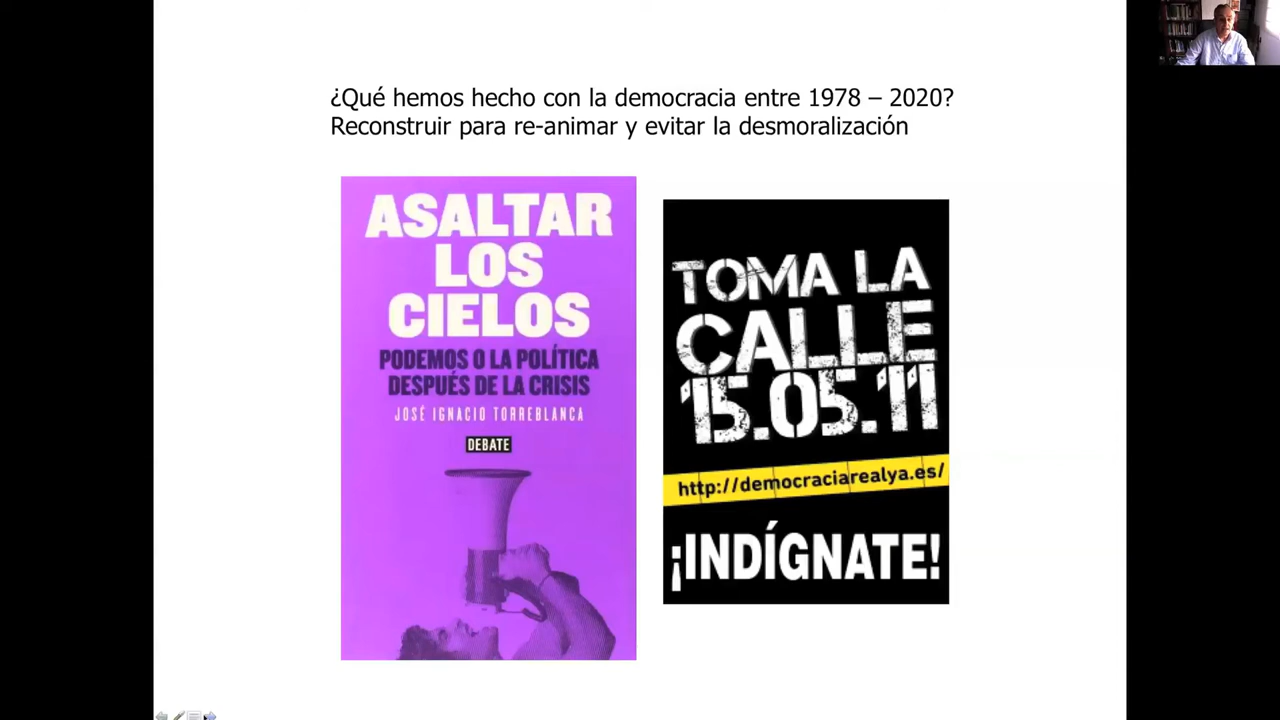 ¿Qué hemos hecho con la democracia entre 1978 – 2020?
Reconstruir para re-animar y evitar la desmoralización
ASALTAR
LOS
CIELOS
PODEMOS O LA POLÍTICA
DESPUÉS DE LA CRISIS
JOSÉ IGNACIO TORREBLANCA
DEBATE
TOMA LA
CALLE
15.05.11
http://democraciarealya.es/
¡INDÍGNATE!